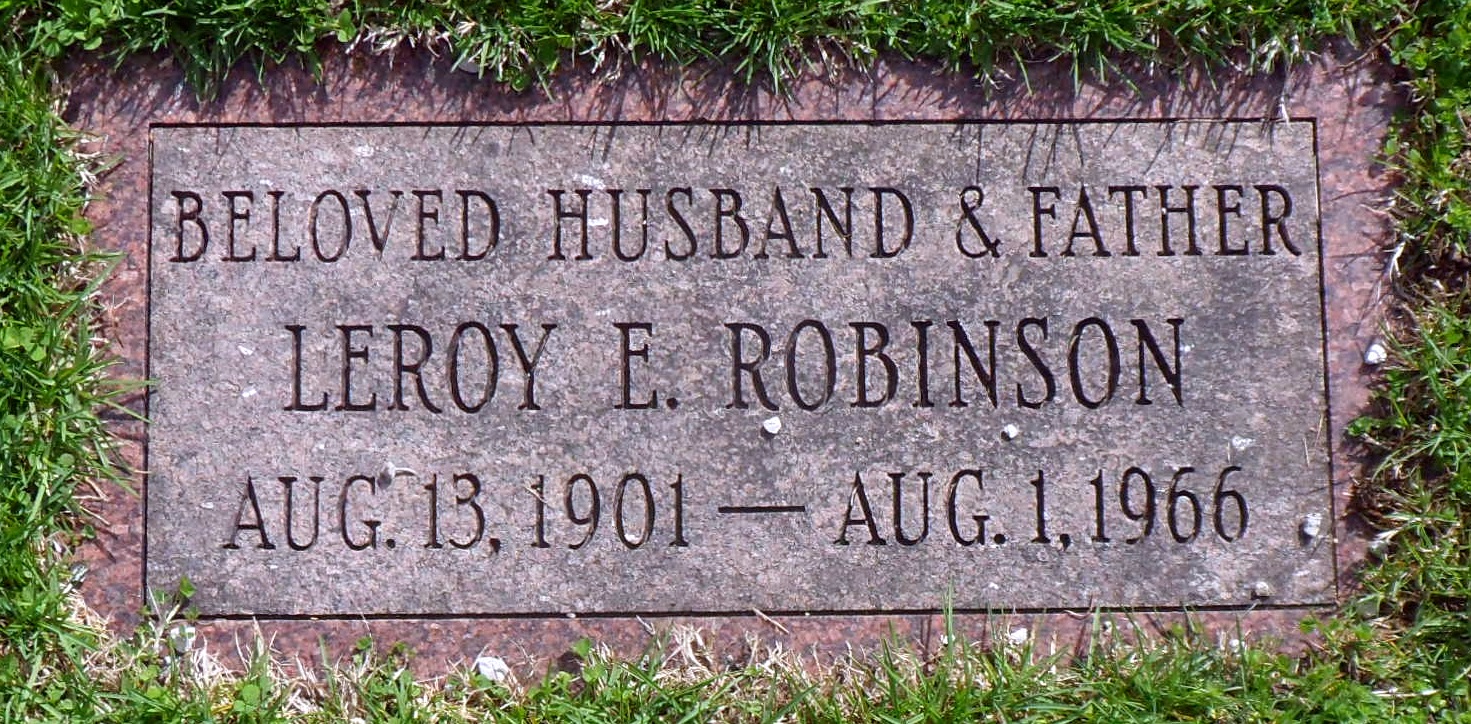 BELOVED HUSBAND & FATHER
LEROY E. ROBINSON
AUG. 13, 1901 — AUG. 1, 1966